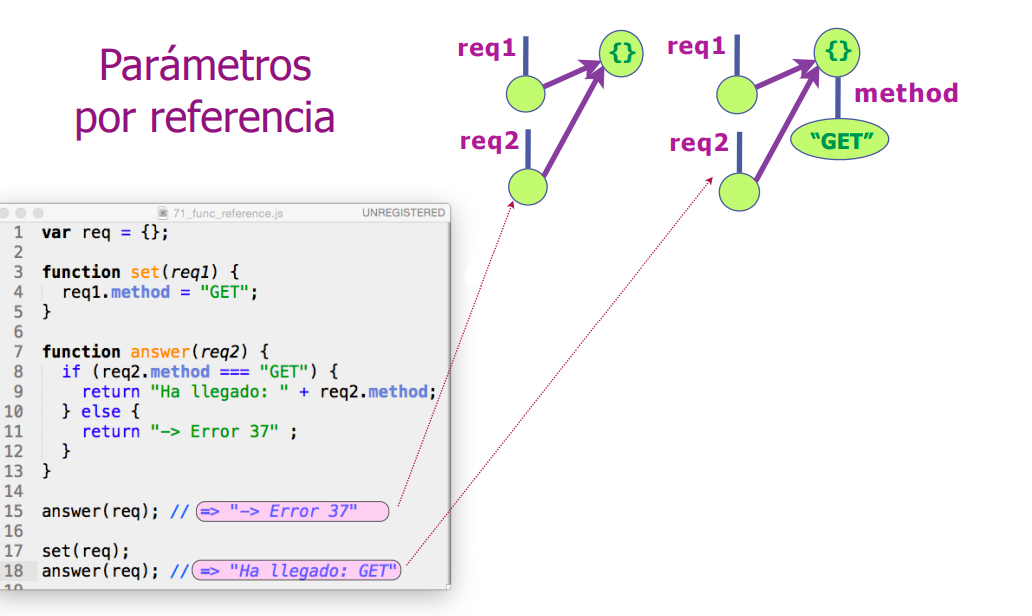 Parámetros
por referencia
req1
{}
req2
req1
{}
method
req2
"GET"
71_func_reference.js
UNREGISTERED
1 var req = {};
2
3 function set(req1) {
4 req1.method = "GET";
5 }
6
7 function answer(req2) {
8 if (req2.method === "GET") {
9 return "Ha llegado: " + req2.method;
10 } else {
11 return "-> Error 37" ;
12 }
13 }
14
15 answer(req); // => "-> Error 37"
16
17 set(req);
18 answer(req); // => "Ha llegado: GET"
19